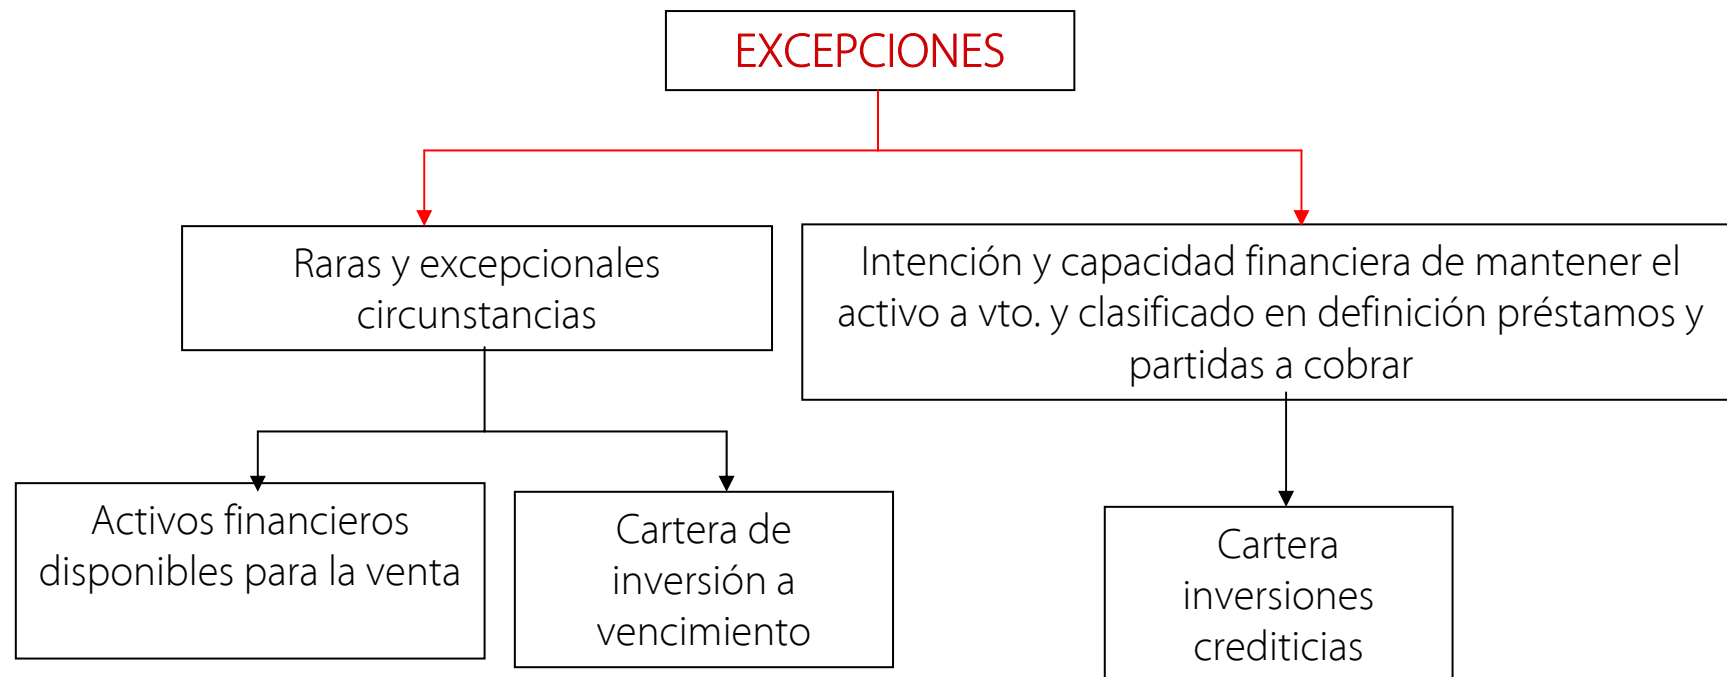 EXCEPCIONES
Raras y excepcionales
circunstancias
Intención y capacidad financiera de mantener el
activo a vto. y clasificado en definición préstamos y
partidas a cobrar
Activos financieros
disponibles para la venta
Cartera de
inversión a
vencimiento
Cartera
inversiones
crediticias